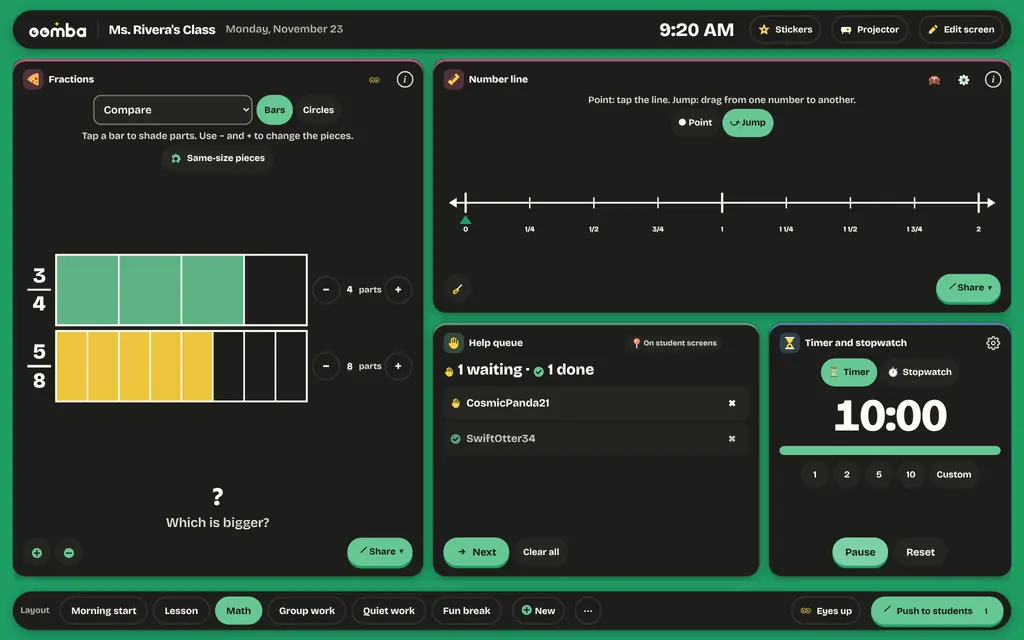 oomba
Ms. Rivera's Class
Monday, November 23
9:20 AM
Stickers
Projector
Edit screen
Fractions
Compare
Bars
Circles
Tap a bar to shade parts. Use − and + to change the pieces.
Same-size pieces
3/4
− 4 parts +
5/8
− 8 parts +
?
Which is bigger?
Share
Number line
Point: tap the line. Jump: drag from one number to another.
Point
Jump
0 1/4 1/2 3/4 1 1 1/4 1 1/2 1 3/4 2
Share
Help queue
On student screens
1 waiting · 1 done
CosmicPanda21
SwiftOtter34
Next
Clear all
Timer and stopwatch
Timer
Stopwatch
10:00
1 2 5 10 Custom
Pause
Reset
Layout
Morning start
Lesson
Math
Group work
Quiet work
Fun break
New
...
Eyes up
Push to students 1